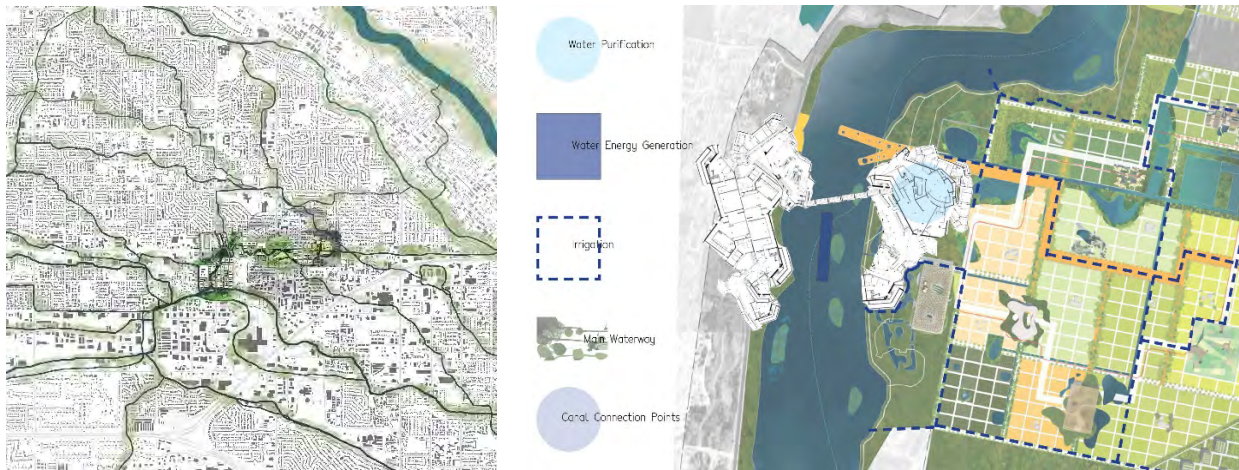 Water Purification
Water Energy Generation
Irrigation
Main Waterway
Canal Connection Points